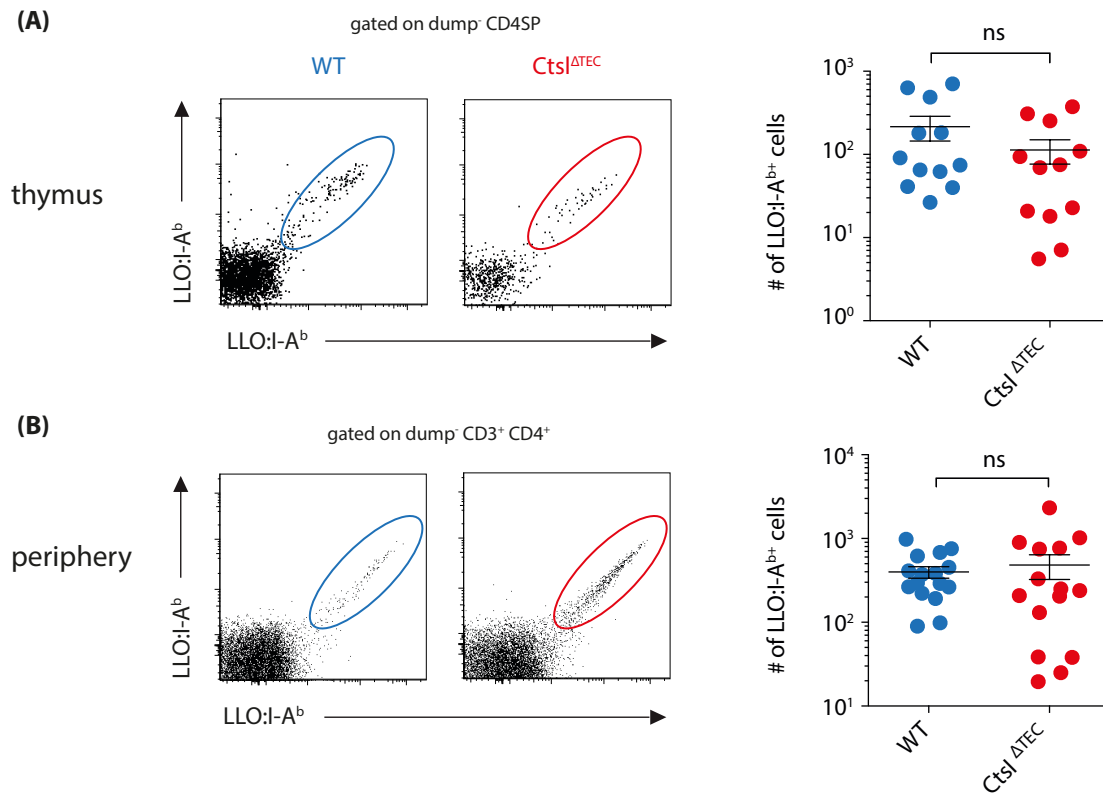 (A)
gated on dump⁻ CD4SP
WT
Ctsl^ΔTEC
thymus
LLO:I-Aᵇ
LLO:I-Aᵇ
ns
# of LLO:I-Aᵇ⁺ cells
10³
10²
10¹
10⁰
WT
Ctsl ^ΔTEC
(B)
gated on dump⁻ CD3⁺ CD4⁺
periphery
LLO:I-Aᵇ
LLO:I-Aᵇ
ns
# of LLO:I-Aᵇ⁺ cells
10⁴
10³
10²
10¹
WT
Ctsl ^ΔTEC